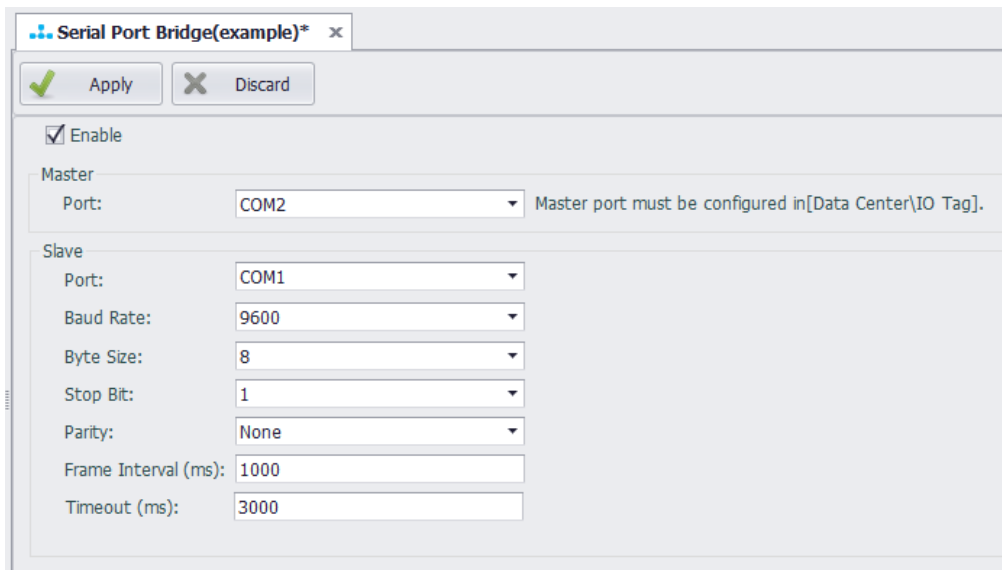 Serial Port Bridge(example)* x
Apply Discard
Enable
Master
Port: COM2 Master port must be configured in[Data Center\IO Tag].
Slave
Port: COM1
Baud Rate: 9600
Byte Size: 8
Stop Bit: 1
Parity: None
Frame Interval (ms): 1000
Timeout (ms): 3000